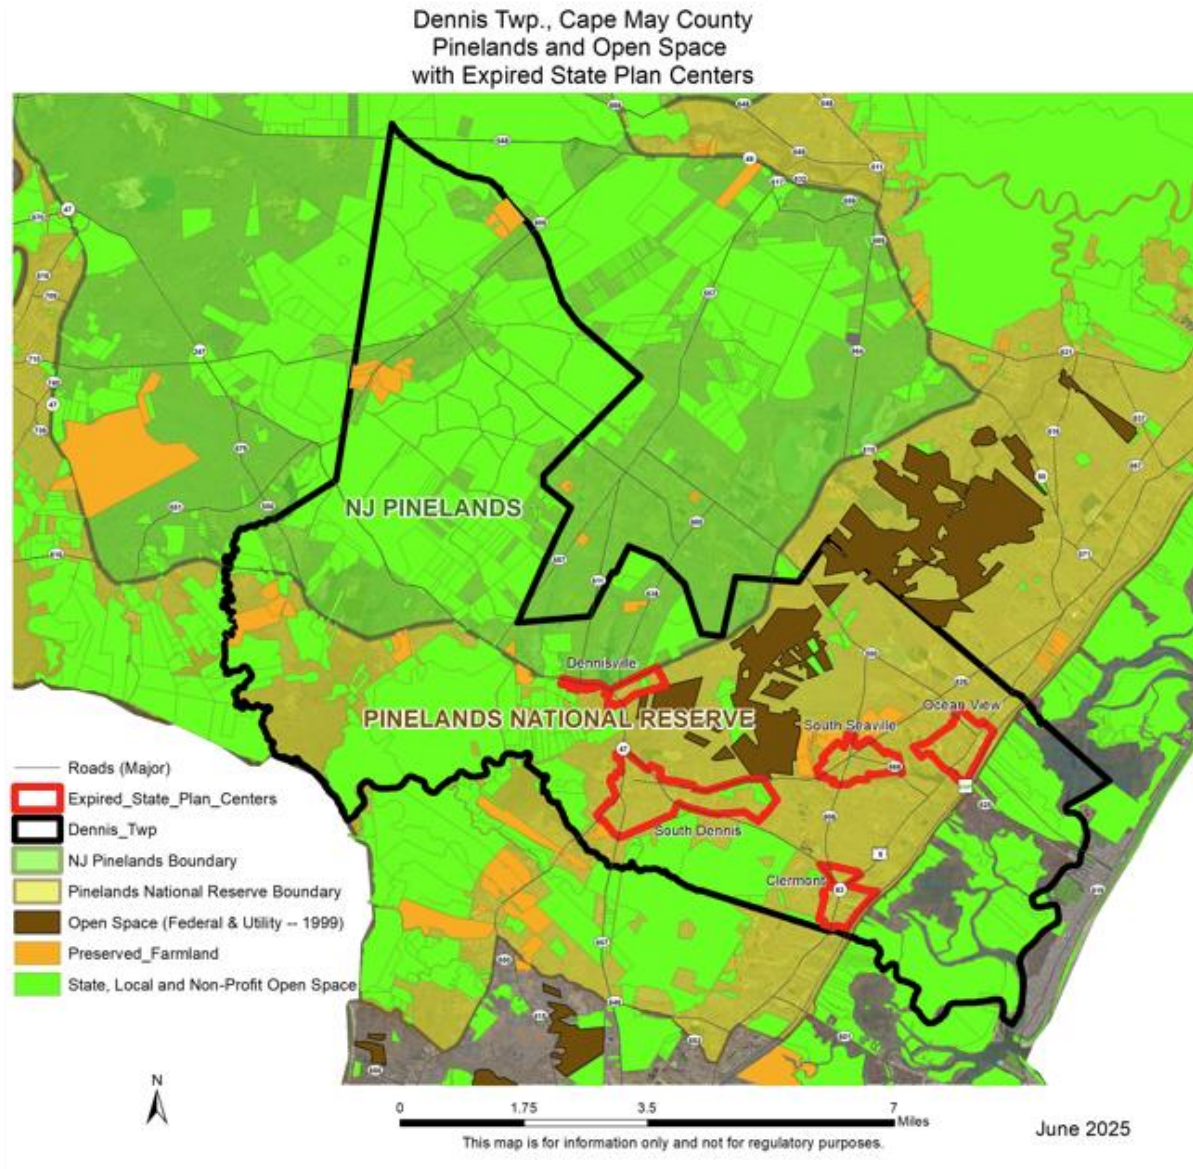 Dennis Twp., Cape May County
Pinelands and Open Space
with Expired State Plan Centers
NJ PINELANDS
Dennisville
PINELANDS NATIONAL RESERVE
South Seaville
Ocean View
47
South Dennis
Clermont
83
9
Roads (Major)
Expired_State_Plan_Centers
Dennis_Twp
NJ Pinelands Boundary
Pinelands National Reserve Boundary
Open Space (Federal & Utility -- 1999)
Preserved_Farmland
State, Local and Non-Profit Open Space
N
0 1.75 3.5 7
Miles
This map is for information only and not for regulatory purposes.
June 2025